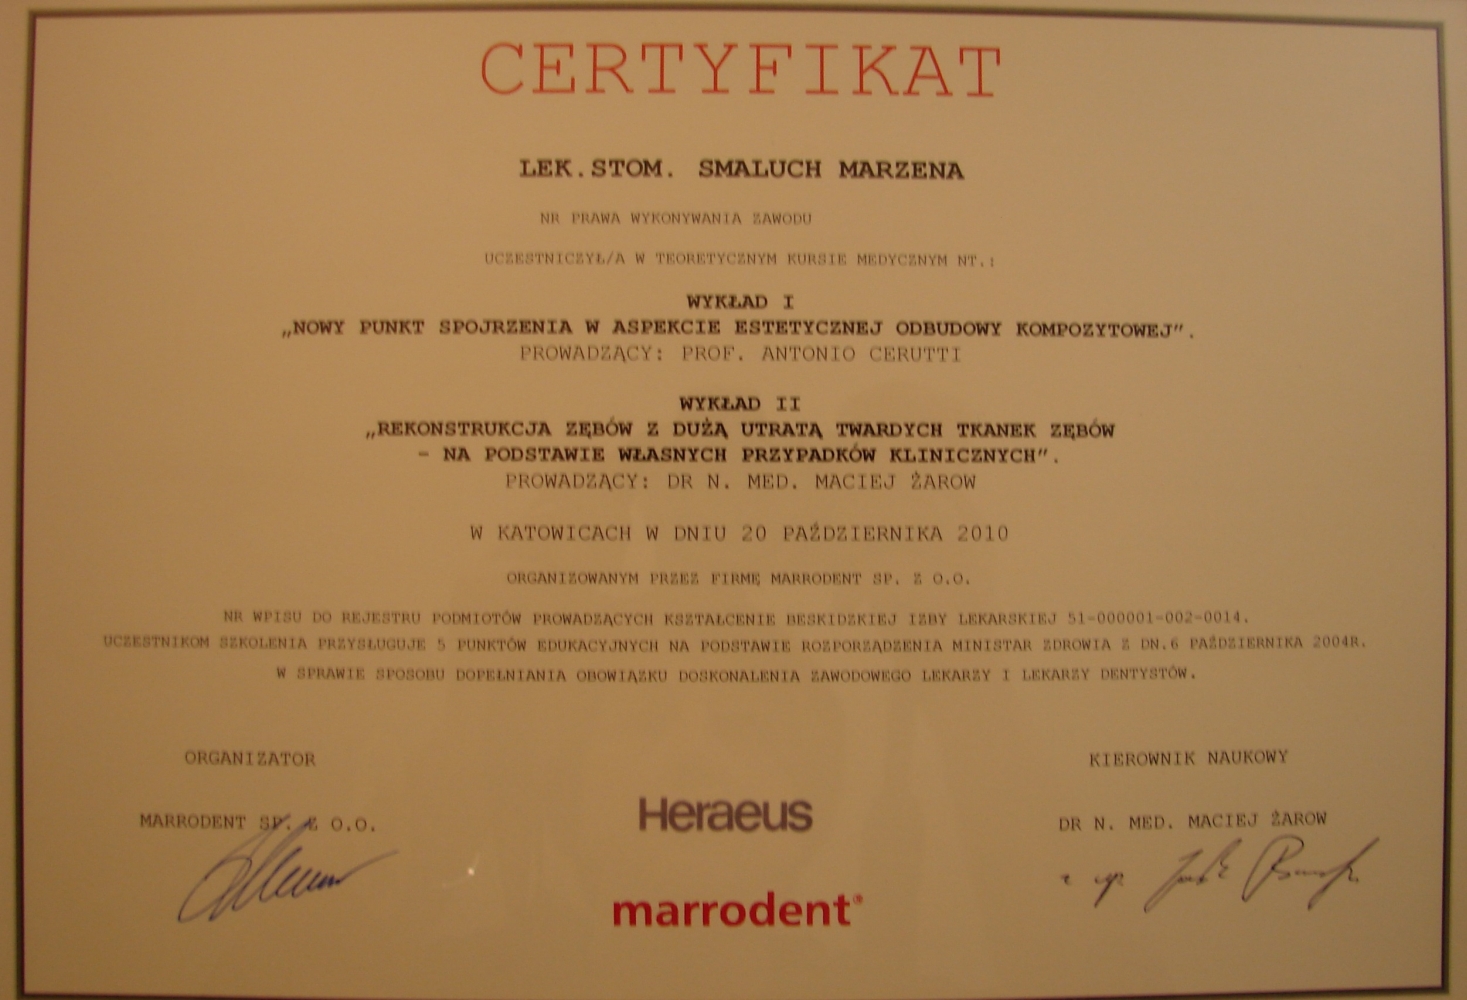 CERTYFIKAT
LEK.STOM. SMALUCH MARZENA
NR PRAWA WYKONYWANIA ZAWODU
UCZESTNICZYŁ/A W TEORETYCZNYM KURSIE MEDYCZNYM NT.:
WYKŁAD I
„NOWY PUNKT SPOJRZENIA W ASPEKCIE ESTETYCZNEJ ODBUDOWY KOMPOZYTOWEJ”.
PROWADZĄCY: PROF. ANTONIO CERUTTI
WYKŁAD II
„REKONSTRUKCJA ZĘBÓW Z DUŻĄ UTRATĄ TWARDYCH TKANEK ZĘBÓW
– NA PODSTAWIE WŁASNYCH PRZYPADKÓW KLINICZNYCH”.
PROWADZĄCY: DR N. MED. MACIEJ ŻAROW
W KATOWICACH W DNIU 20 PAŹDZIERNIKA 2010
ORGANIZOWANYM PRZEZ FIRMĘ MARRODENT SP. Z O.O.
NR WPISU DO REJESTRU PODMIOTÓW PROWADZĄCYCH KSZTAŁCENIE BESKIDZKIEJ IZBY LEKARSKIEJ 51-000001-002-0014.
UCZESTNIKOM SZKOLENIA PRZYSŁUGUJE 5 PUNKTÓW EDUKACYJNYCH NA PODSTAWIE ROZPORZĄDZENIA MINISTAR ZDROWIA Z DN.6 PAŹDZIERNIKA 2004R.
W SPRAWIE SPOSOBU DOPEŁNIANIA OBOWIĄZKU DOSKONALENIA ZAWODOWEGO LEKARZY I LEKARZY DENTYSTÓW.
ORGANIZATOR
MARRODENT SP. Z O.O.
Heraeus
marrodent®
KIEROWNIK NAUKOWY
DR N. MED. MACIEJ ŻAROW